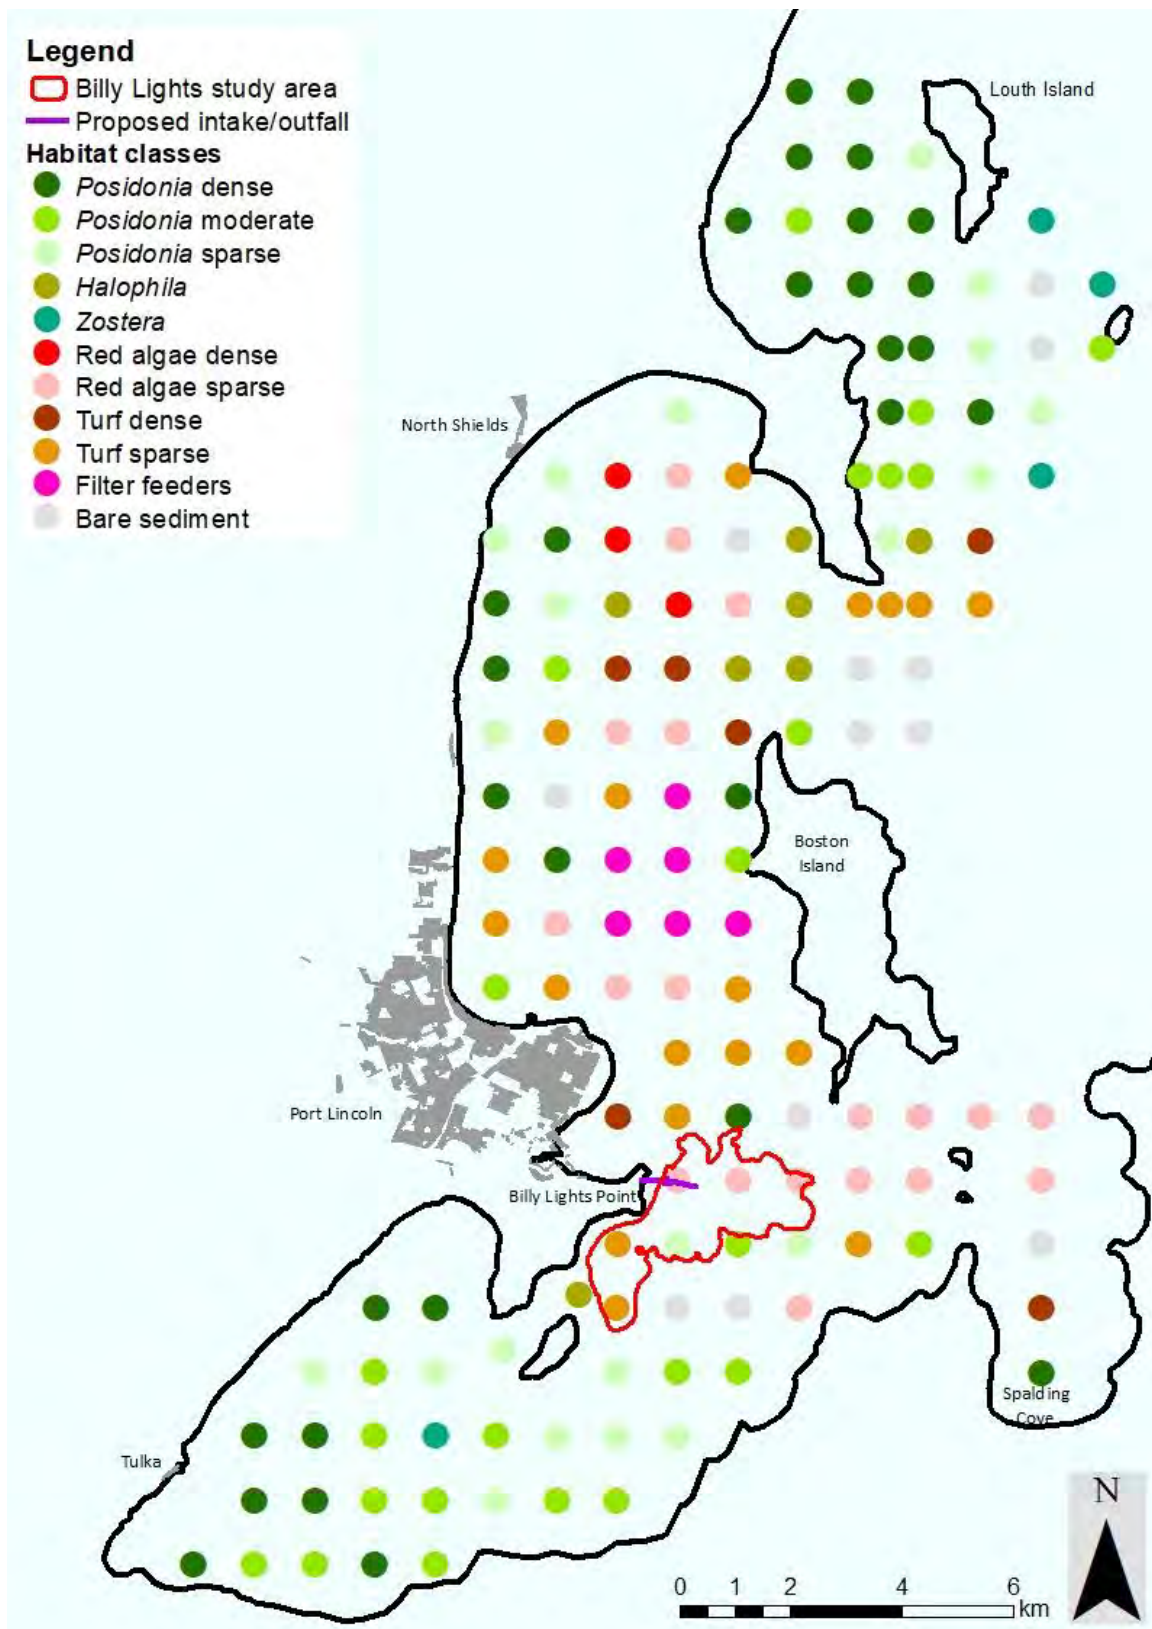 Legend
Billy Lights study area
Proposed intake/outfall
Habitat classes
Posidonia dense
Posidonia moderate
Posidonia sparse
Halophila
Zostera
Red algae dense
Red algae sparse
Turf dense
Turf sparse
Filter feeders
Bare sediment
Louth Island
North Shields
Boston
Island
Port Lincoln
Billy Lights Point
Spalding
Cove
Tulka
N
0 1 2 4 6
km